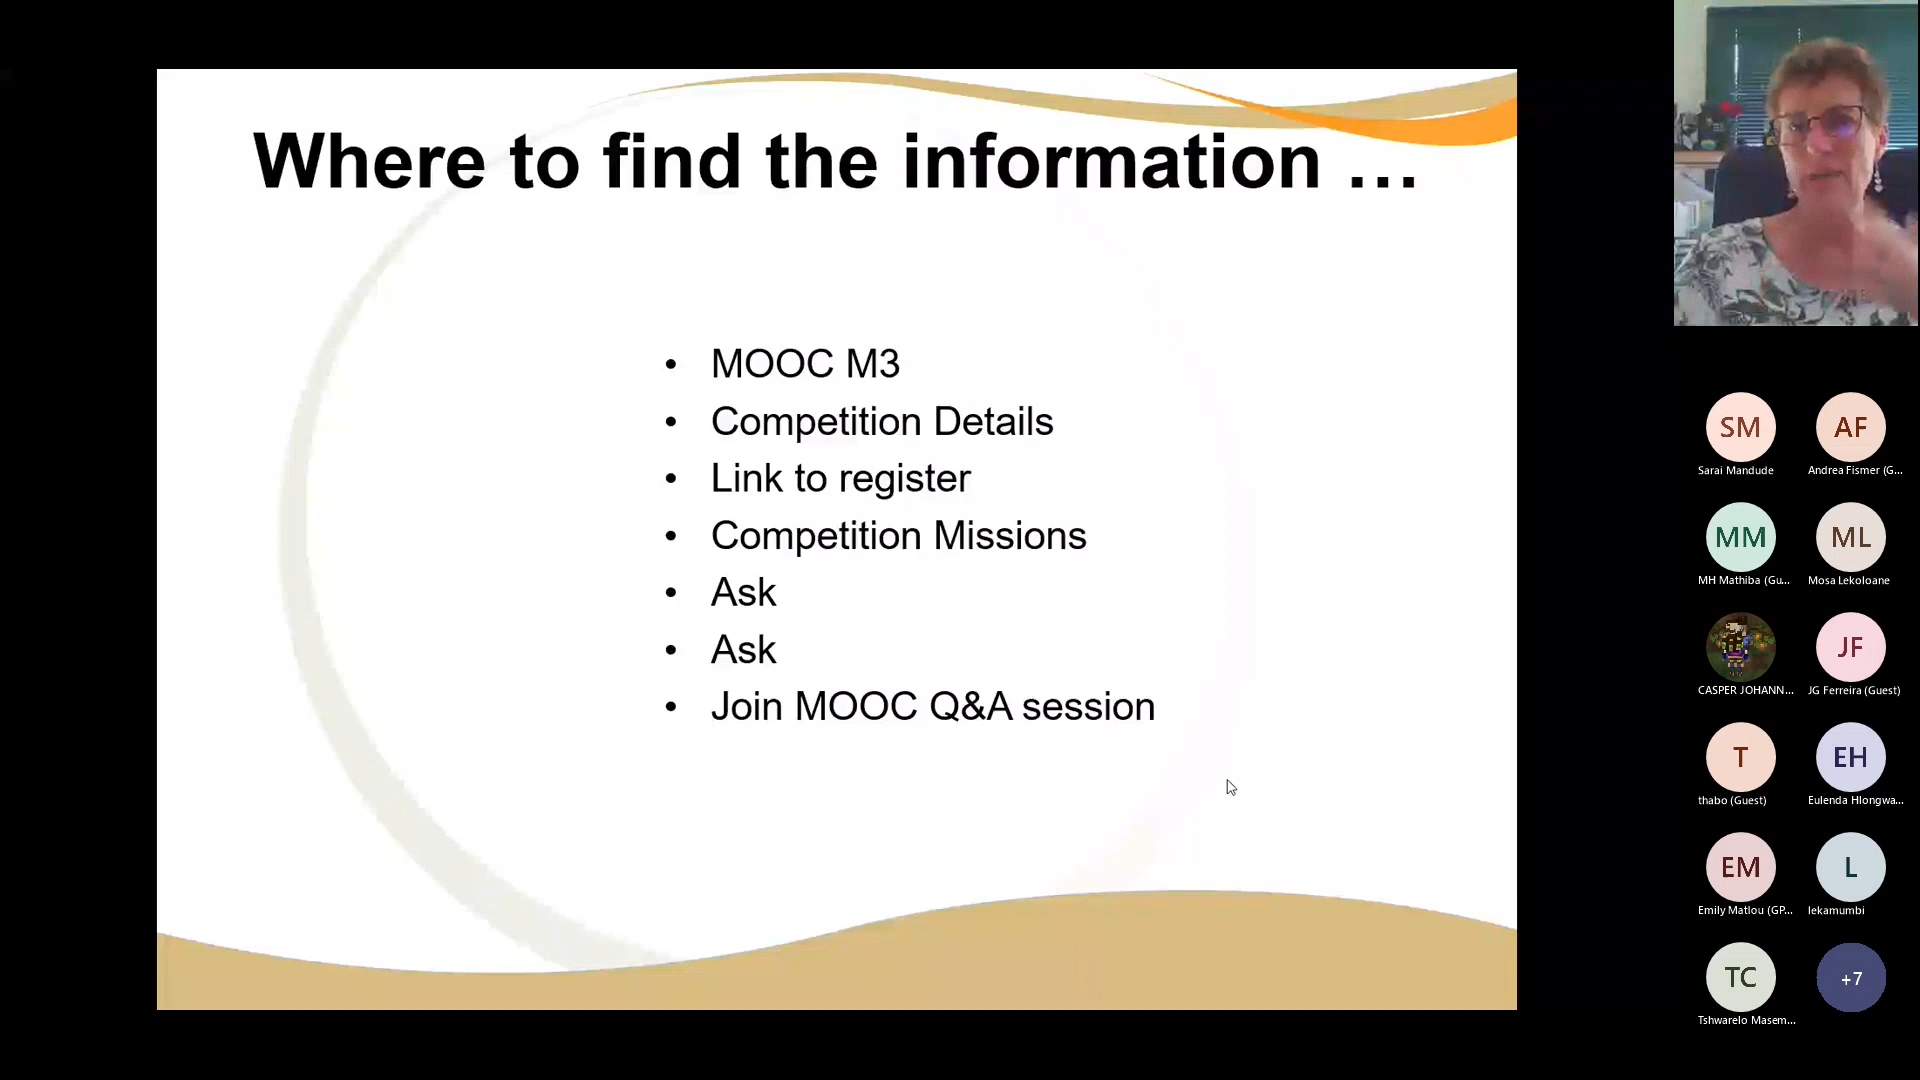 Where to find the information …
• MOOC M3
• Competition Details
• Link to register
• Competition Missions
• Ask
• Ask
• Join MOOC Q&A session
SM
Sarai Mandude
AF
Andrea Fismer (G...
MM
MH Mathiba (Gu...
ML
Mosa Lekoloane
CASPER JOHANN...
JF
JG Ferreira (Guest)
T
thabo (Guest)
EH
Eulenda Hlongwa...
EM
Emily Matlou (GP...
L
lekamumbi
TC
Tshwarelo Masem...
+7